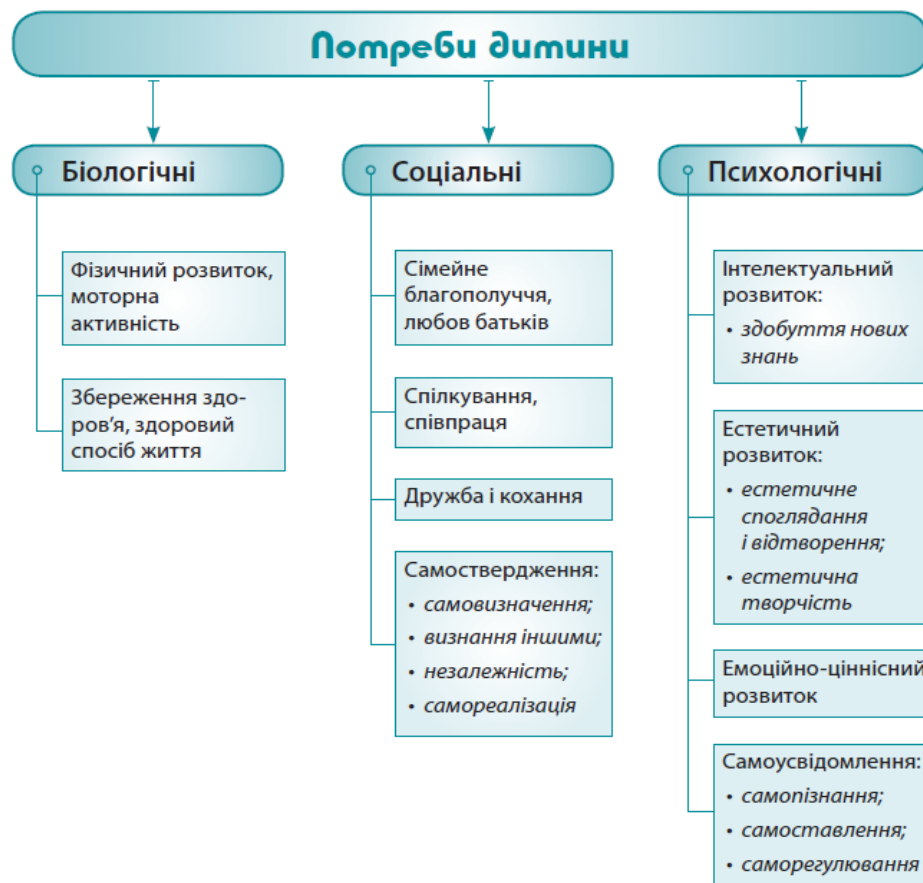 Потреби дитини
Біологічні
Фізичний розвиток,
моторна
активність
Збереження здо-
ров’я, здоровий
спосіб життя
Соціальні
Сімейне
благополуччя,
любов батьків
Спілкування,
співпраця
Дружба і кохання
Самоствердження:
• самовизначення;
• визнання іншими;
• незалежність;
• самореалізація
Психологічні
Інтелектуальний
розвиток:
• здобуття нових
знань
Естетичний
розвиток:
• естетичне
споглядання
і відтворення;
• естетична
творчість
Емоційно-ціннісний
розвиток
Самоусвідомлення:
• самопізнання;
• самоставлення;
• саморегулювання